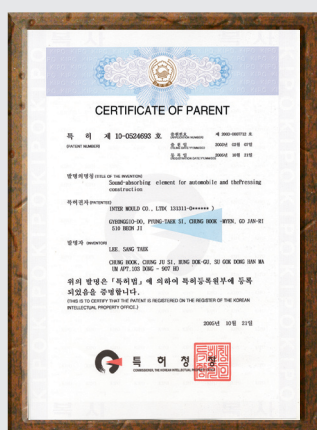 CERTIFICATE OF PARENT
특 허 제 10-0524693 호
(PATENT NUMBER)
발명의명칭 (TITLE OF THE INVENTION)
Sound-absorbing element for automobile and thePressing
construction
특허권자 (PATENTEE)
INTER MOULD CO., LTD( 131311-0****** )
GYEONGGIO-DO, PYUNG-TAEK SI, CHUNG BOOK -MYEN, GO JAN-RI
510 BEON JI
발명자 (INVENTOR)
LEE. SANG TAEK
CHUNG BOOK, CHUNG JU SI, HUNG DOK-GU, SU GOK DONG HAN MA
UM APT.103 DONG - 907 HO
위의 발명은 「특허법」에 의하여 특허등록원부에 등록
되었음을 증명합니다.
(THIS IS TO CERTIFY THAT THE PATENT IS REGISTERED ON THE REGISTER OF THE KOREAN
INTELLECTUAL PROPERTY OFFICE.)
2005년 10월 21일
특 허 청 장